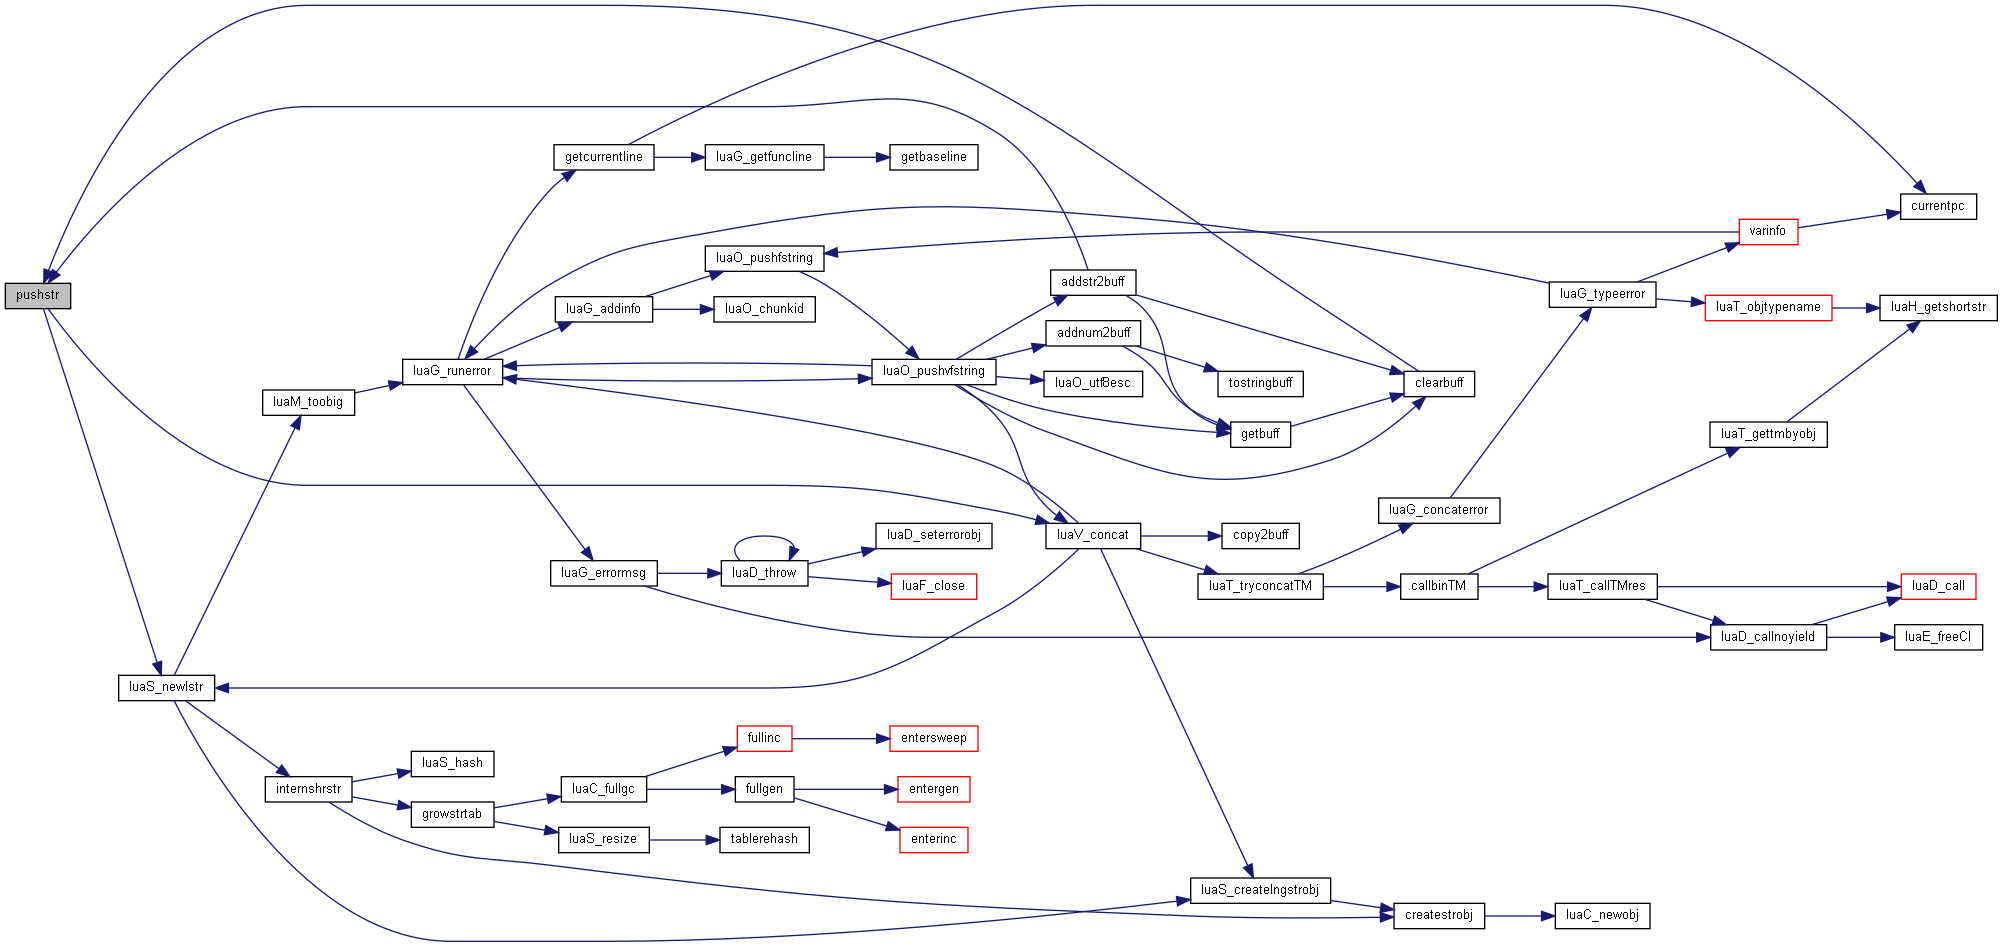 getcurrentline
luaG_getfuncline
getbaseline
currentpc
varinfo
luaO_pushfstring
addstr2buff
pushstr
luaG_typeerror
luaG_addinfo
luaO_chunkid
luaT_objtypename
luaH_getshortstr
addnum2buff
luaG_runerror
luaO_pushvfstring
luaO_utf8esc
tostringbuff
clearbuff
luaM_toobig
getbuff
luaT_gettmbyobj
luaG_concaterror
luaD_seterrorobj
luaV_concat
copy2buff
luaG_errormsg
luaD_throw
luaF_close
luaT_tryconcatTM
callbinTM
luaT_callTMres
luaD_call
luaD_callnoyield
luaE_freeCI
luaS_newlstr
fullinc
entersweep
luaS_hash
internshrstr
luaC_fullgc
fullgen
entergen
growstrtab
luaS_resize
tablerehash
enterinc
luaS_createlngstrobj
createstrobj
luaC_newobj